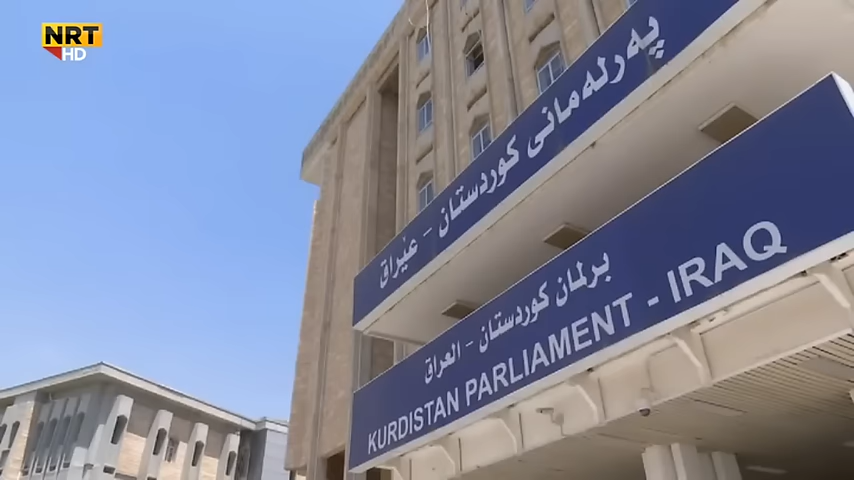 NRT
HD
پەرلەمانی کوردستان - عێراق
برلمان كوردستان - العراق
KURDISTAN PARLIAMENT - IRAQ